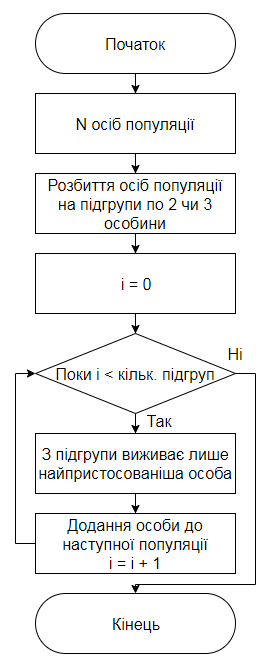 Початок
N осіб популяції
Розбиття осіб популяції
на підгрупи по 2 чи 3
особини
i = 0
Поки i < кільк. підгруп
Ні
Так
З підгрупи виживає лише
найпристосованіша особа
Додання особи до
наступної популяції
i = i + 1
Кінець